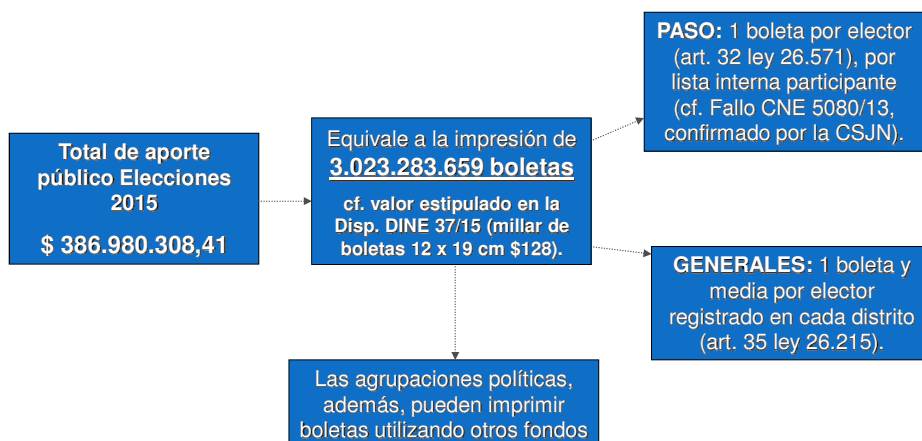 Total de aporte
público Elecciones
2015
$ 386.980.308,41
Equivale a la impresión de
3.023.283.659 boletas
cf. valor estipulado en la
Disp. DINE 37/15 (millar de
boletas 12 x 19 cm $128).
PASO: 1 boleta por elector
(art. 32 ley 26.571), por
lista interna participante
(cf. Fallo CNE 5080/13,
confirmado por la CSJN).
GENERALES: 1 boleta y
media por elector
registrado en cada distrito
(art. 35 ley 26.215).
Las agrupaciones políticas,
además, pueden imprimir
boletas utilizando otros fondos